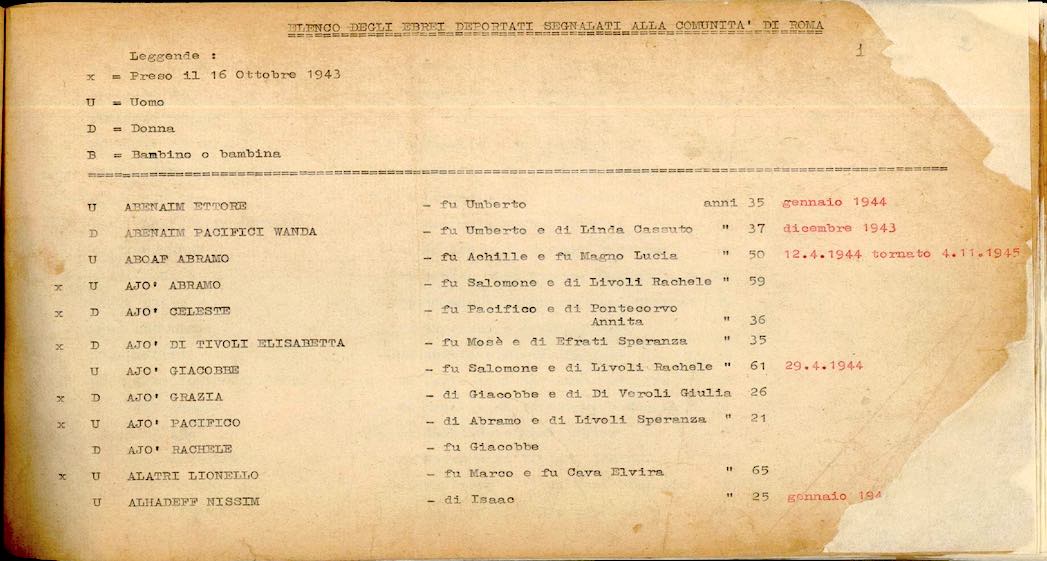 ELENCO DEGLI EBREI DEPORTATI SEGNALATI ALLA COMUNITA' DI ROMA
1
Leggende :
x = Preso il 16 Ottobre 1943
U = Uomo
D = Donna
B = Bambino o bambina
U ABENAIM ETTORE - fu Umberto anni 35 gennaio 1944
D ABENAIM PACIFICI WANDA - fu Umberto e di Linda Cassuto " 37 dicembre 1943
U ABOAF ABRAMO - fu Achille e fu Magno Lucia " 50 12.4.1944 tornato 4.11.1945
x U AJO' ABRAMO - fu Salomone e di Livoli Rachele " 59
x D AJO' CELESTE - fu Pacifico e di Pontecorvo
Annita " 36
x D AJO' DI TIVOLI ELISABETTA - fu Mosè e di Efrati Speranza " 35
U AJO' GIACOBBE - fu Salomone e di Livoli Rachele " 61 29.4.1944
x D AJO' GRAZIA - di Giacobbe e di Di Veroli Giulia 26
x U AJO' PACIFICO - di Abramo e di Livoli Speranza " 21
D AJO' RACHELE - fu Giacobbe
x U ALATRI LIONELLO - fu Marco e fu Cava Elvira " 65
U ALHADEFF NISSIM - di Isaac " 25 gennaio 194